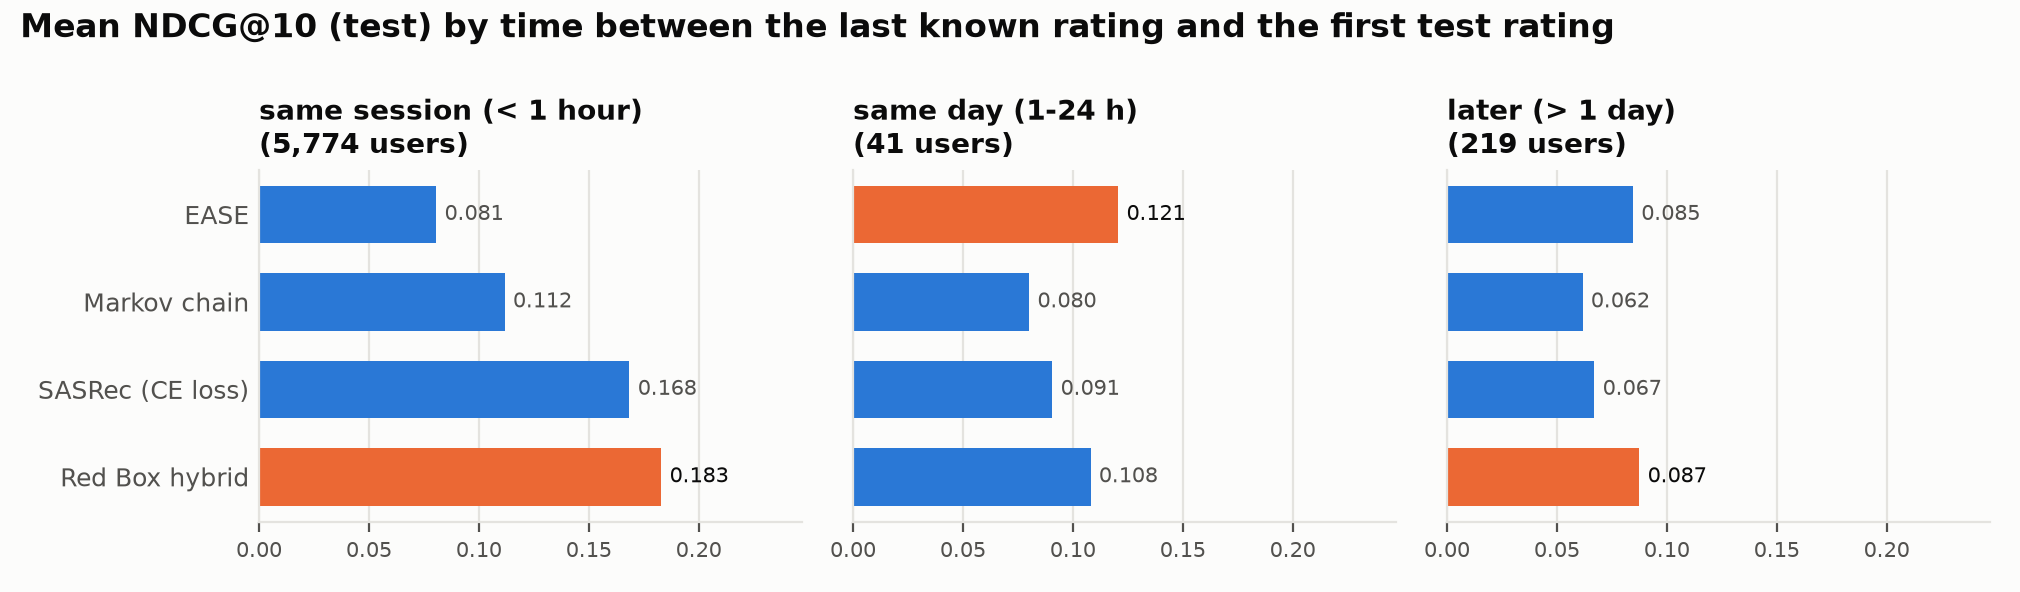 Mean NDCG@10 (test) by time between the last known rating and the first test rating
same session (< 1 hour)
(5,774 users)
EASE 0.081
Markov chain 0.112
SASRec (CE loss) 0.168
Red Box hybrid 0.183
0.00 0.05 0.10 0.15 0.20
same day (1-24 h)
(41 users)
0.121
0.080
0.091
0.108
0.00 0.05 0.10 0.15 0.20
later (> 1 day)
(219 users)
0.085
0.062
0.067
0.087
0.00 0.05 0.10 0.15 0.20